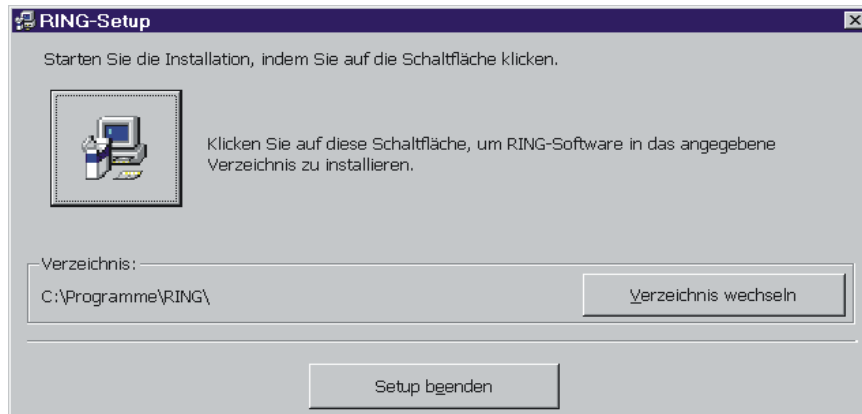 RING-Setup
Starten Sie die Installation, indem Sie auf die Schaltfläche klicken.
Klicken Sie auf diese Schaltfläche, um RING-Software in das angegebene
Verzeichnis zu installieren.
Verzeichnis:
C:\Programme\RING\
Verzeichnis wechseln
Setup beenden